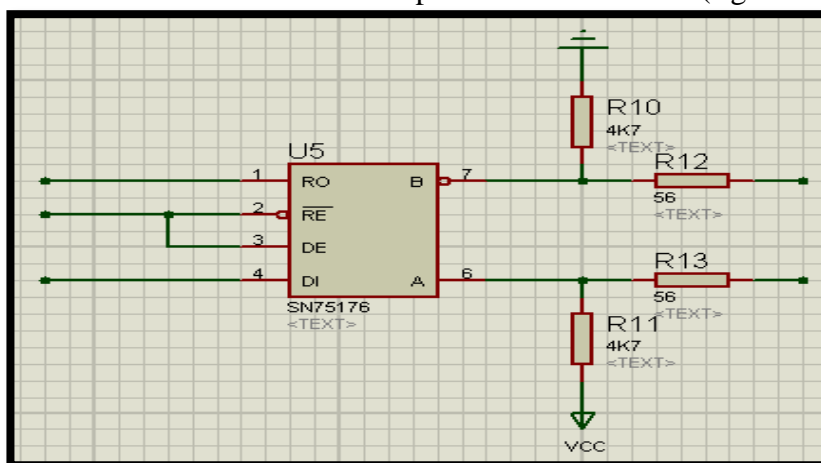 R10
4K7
<TEXT>
U5
R12
1 RO B 7
56
<TEXT>
2 RE
3 DE
R13
4 DI A 6
56
<TEXT>
SN75176
<TEXT>
R11
4K7
<TEXT>
VCC